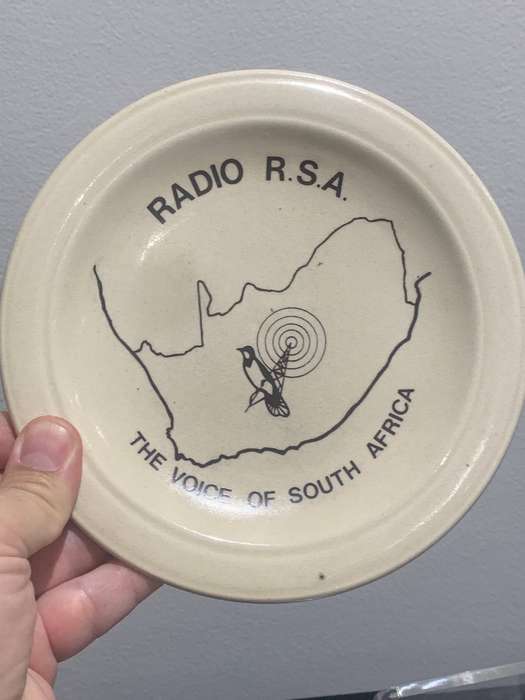 RADIO R.S.A.
THE VOICE OF SOUTH AFRICA